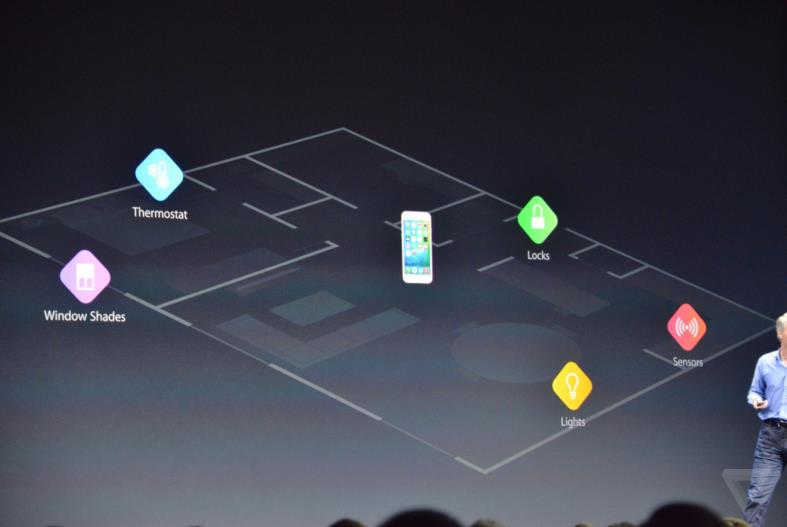 Thermostat
Locks
Window Shades
Sensors
Lights